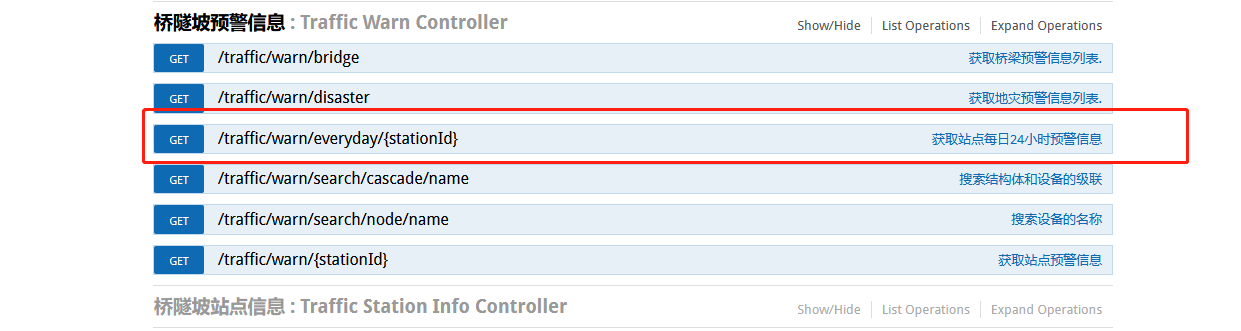 桥隧坡预警信息 : Traffic Warn Controller Show/Hide List Operations Expand Operations
GET /traffic/warn/bridge 获取桥梁预警信息列表.
GET /traffic/warn/disaster 获取地灾预警信息列表.
GET /traffic/warn/everyday/{stationId} 获取站点每日24小时预警信息
GET /traffic/warn/search/cascade/name 搜索结构体和设备的级联
GET /traffic/warn/search/node/name 搜索设备的名称
GET /traffic/warn/{stationId} 获取站点预警信息
桥隧坡站点信息 : Traffic Station Info Controller Show/Hide List Operations Expand Operations